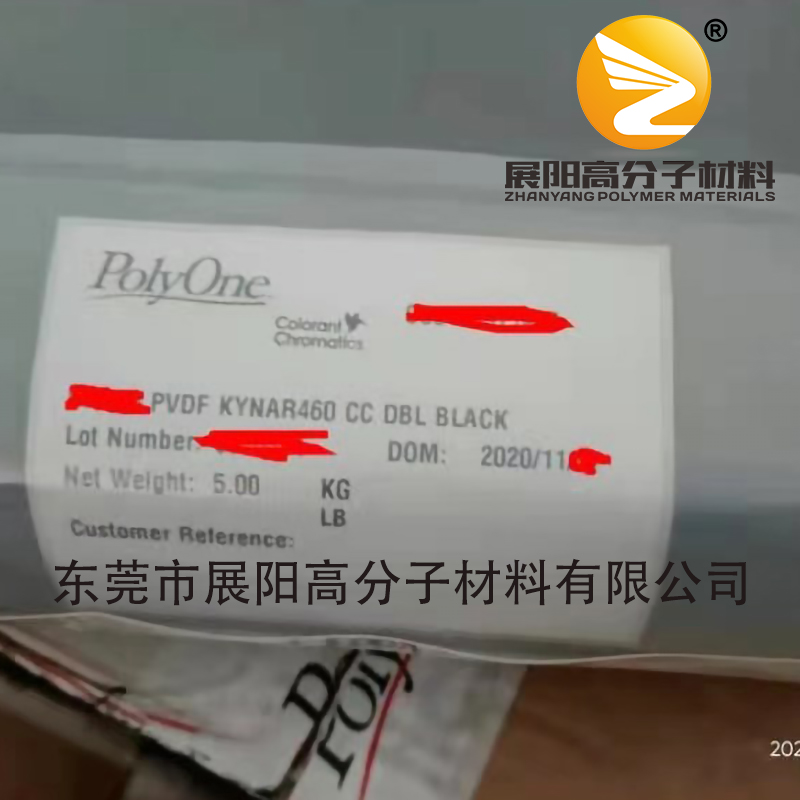 ®
展阳高分子材料
ZHANYANG POLYMER MATERIALS
PolyOne
Colorant
Chromatics
PVDF KYNAR460 CC DBL BLACK
Lot Number
DOM: 2020/11
Net Weight: 5.00 KG
LB
Customer Reference:
东莞市展阳高分子材料有限公司
Poly
202